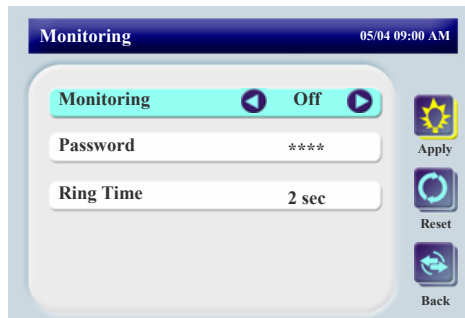 Monitoring 05/04 09:00 AM
Monitoring Off
Password ****
Ring Time 2 sec
Apply
Reset
Back